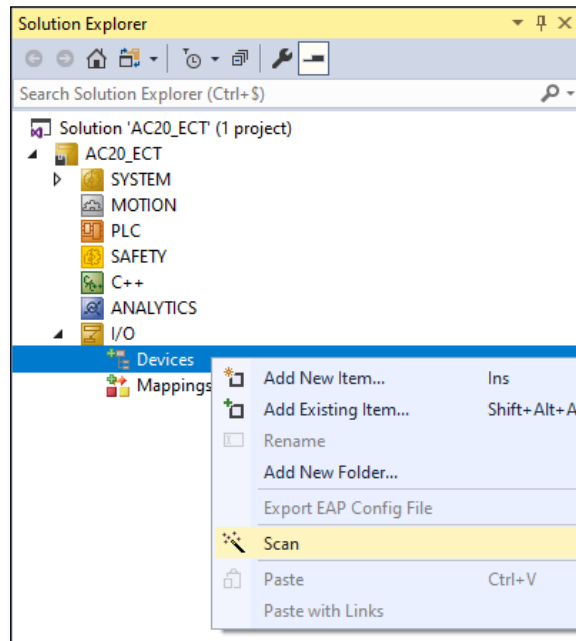 Solution Explorer
Search Solution Explorer (Ctrl+$)
Solution 'AC20_ECT' (1 project)
AC20_ECT
SYSTEM
MOTION
PLC
SAFETY
C++
ANALYTICS
I/O
Devices
Mappings
Add New Item... Ins
Add Existing Item... Shift+Alt+A
Rename
Add New Folder...
Export EAP Config File
Scan
Paste Ctrl+V
Paste with Links